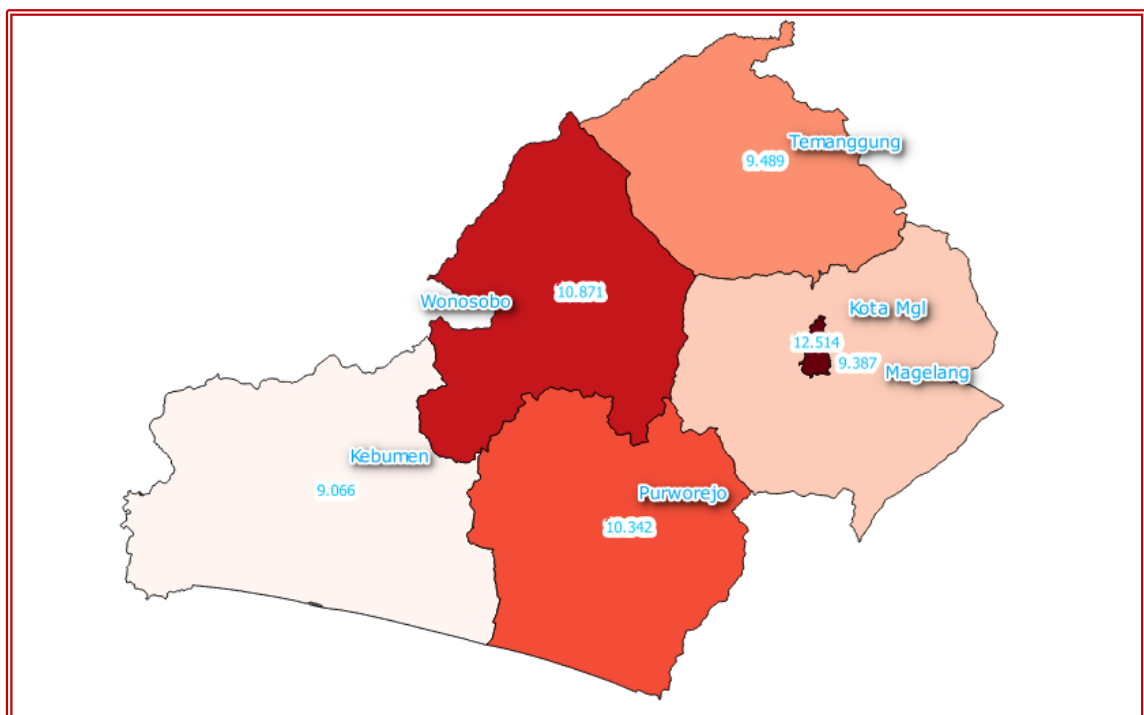 Temanggung
9.489
Wonosobo
10.871
Kota Mgl
12.514
9.387
Magelang
Kebumen
9.066
Purworejo
10.342